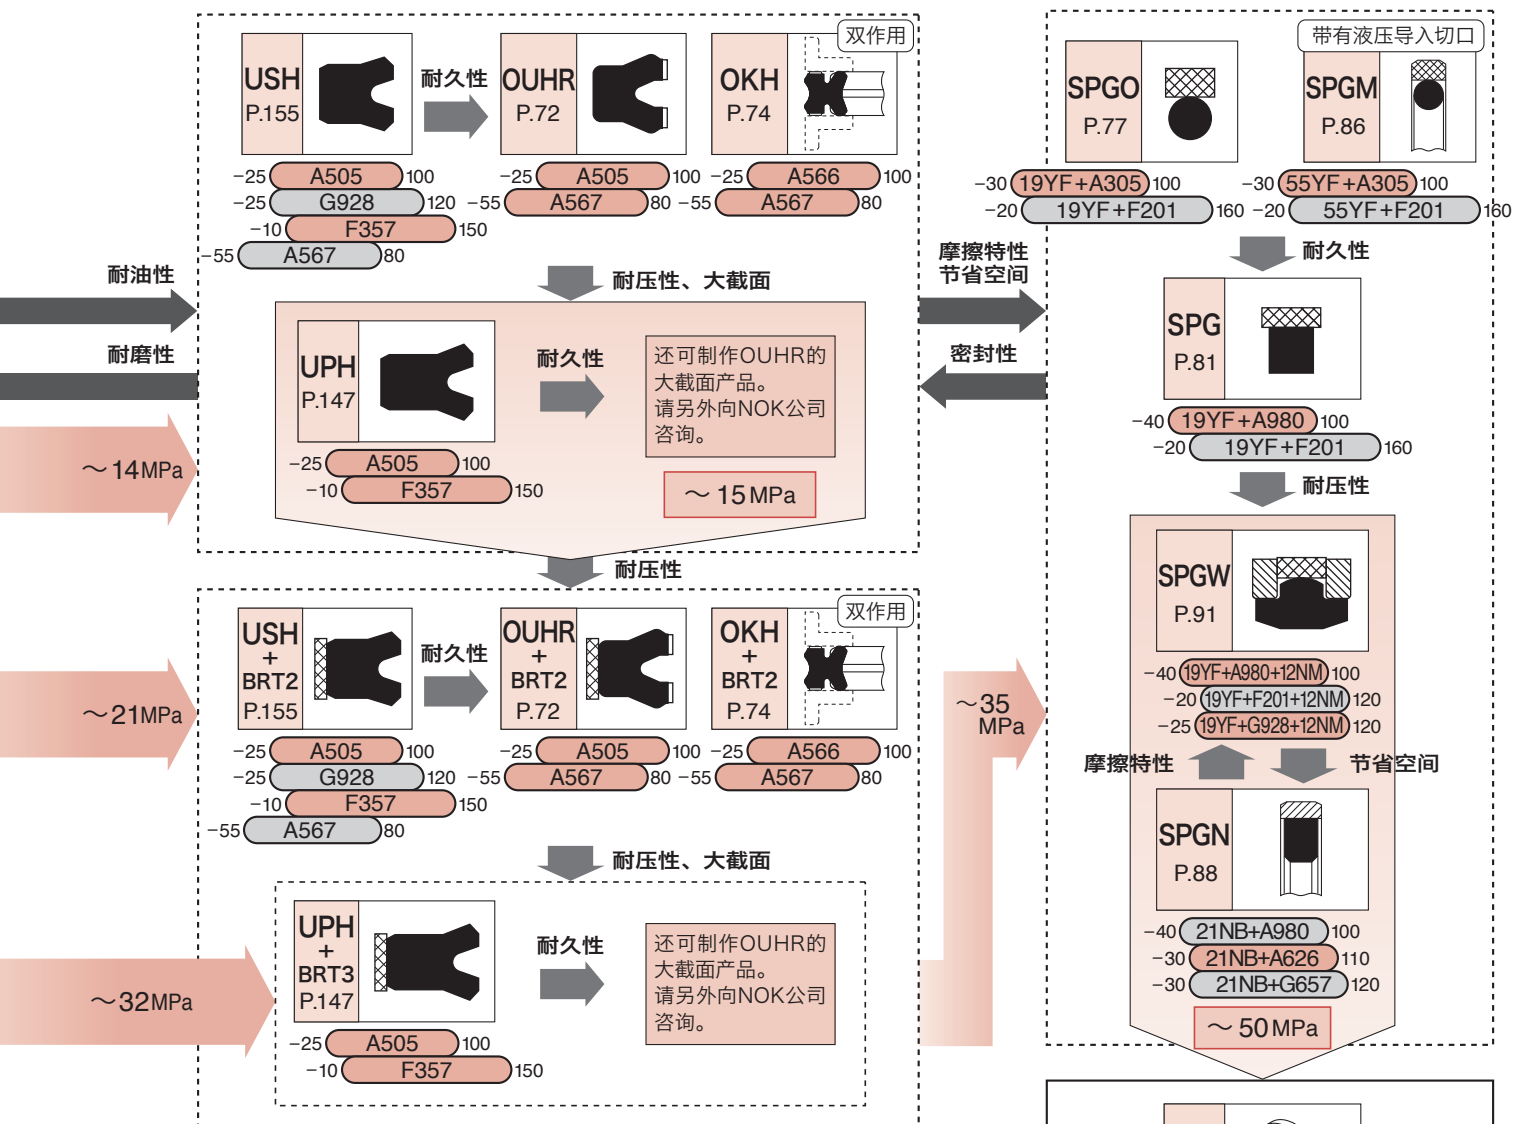 双作用
USH
P.155
耐久性
OUHR
P.72
OKH
P.74
−25 A505 100
−25 G928 120
−10 F357 150
−55 A567 80
−25 A505 100
−55 A567 80
−25 A566 100
−55 A567 80
耐油性
耐磨性
～14MPa
耐压性、大截面
UPH
P.147
耐久性
还可制作OUHR的
大截面产品。
请另外向NOK公司
咨询。
−25 A505 100
−10 F357 150
～15MPa
耐压性
摩擦特性
节省空间
密封性
双作用
USH
+
BRT2
P.155
耐久性
OUHR
+
BRT2
P.72
OKH
+
BRT2
P.74
～21MPa
−25 A505 100
−25 G928 120
−10 F357 150
−55 A567 80
−25 A505 100
−55 A567 80
−25 A566 100
−55 A567 80
耐压性、大截面
～32MPa
UPH
+
BRT3
P.147
耐久性
还可制作OUHR的
大截面产品。
请另外向NOK公司
咨询。
−25 A505 100
−10 F357 150
～35
MPa
带有液压导入切口
SPGO
P.77
SPGM
P.86
−30 19YF+A305 100
−20 19YF+F201 160
−30 55YF+A305 100
−20 55YF+F201 160
耐久性
SPG
P.81
−40 19YF+A980 100
−20 19YF+F201 160
耐压性
SPGW
P.91
−40 19YF+A980+12NM 100
−20 19YF+F201+12NM 120
−25 19YF+G928+12NM 120
摩擦特性
节省空间
SPGN
P.88
−40 21NB+A980 100
−30 21NB+A626 110
−30 21NB+G657 120
～50MPa